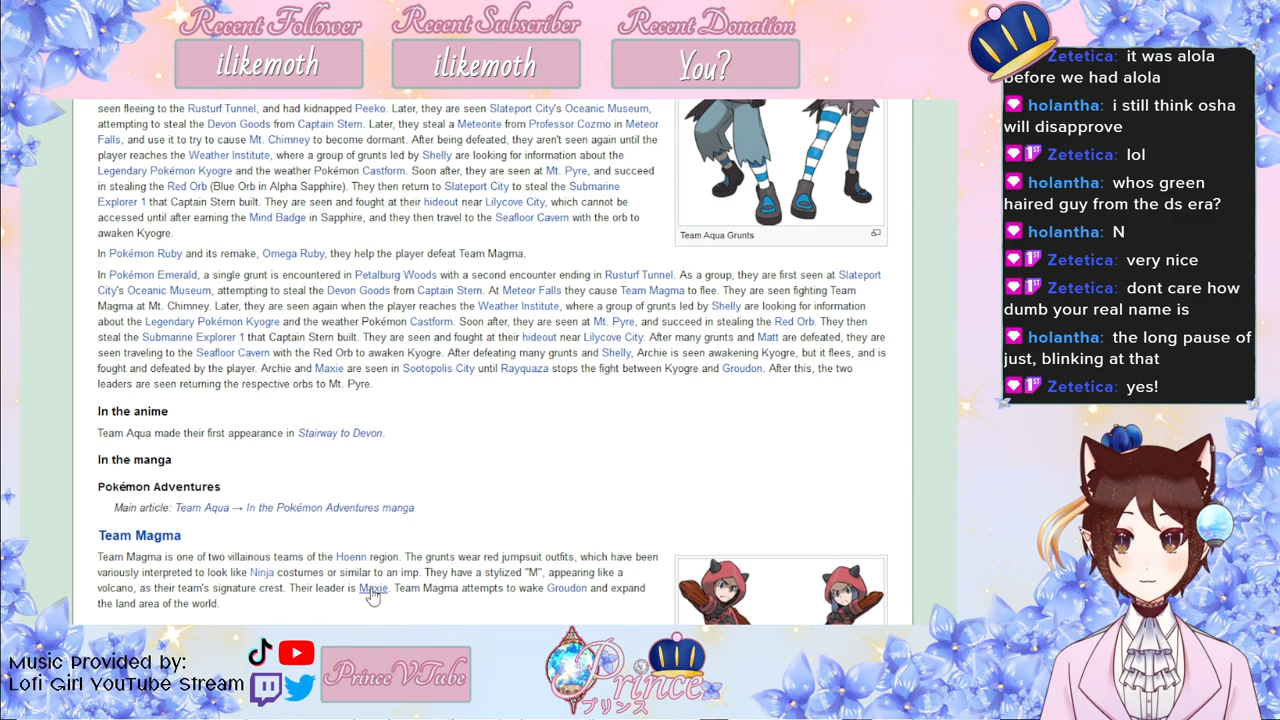 Recent Follower
Recent Subscriber
Recent Donation
ilikemoth
ilikemoth
You?
seen fleeing to the Rusturf Tunnel, and had kidnapped Peeko. Later, they are seen Slateport City's Oceanic Museum,
attempting to steal the Devon Goods from Captain Stern. Later, they steal a Meteorite from Professor Cozmo in Meteor
Falls, and use it to try to cause Mt. Chimney to become dormant. After being defeated, they aren't seen again until the
player reaches the Weather Institute, where a group of grunts led by Shelly are looking for information about the
Legendary Pokémon Kyogre and the weather Pokémon Castform. Soon after, they are seen at Mt. Pyre, and succeed
in stealing the Red Orb (Blue Orb in Alpha Sapphire). They then return to Slateport City to steal the Submarine
Explorer 1 that Captain Stern built. They are seen and fought at their hideout near Lilycove City, which cannot be
accessed until after earning the Mind Badge in Sapphire, and they then travel to the Seafloor Cavern with the orb to
awaken Kyogre.
Team Aqua Grunts
In Pokémon Ruby and its remake, Omega Ruby, they help the player defeat Team Magma.
In Pokémon Emerald, a single grunt is encountered in Petalburg Woods with a second encounter ending in Rusturf Tunnel. As a group, they are first seen at Slateport
City's Oceanic Museum, attempting to steal the Devon Goods from Captain Stern. At Meteor Falls they cause Team Magma to flee. They are seen fighting Team
Magma at Mt. Chimney. Later, they are seen again when the player reaches the Weather Institute, where a group of grunts led by Shelly are looking for information
about the Legendary Pokémon Kyogre and the weather Pokémon Castform. Soon after, they are seen at Mt. Pyre, and succeed in stealing the Red Orb. They then
steal the Submarine Explorer 1 that Captain Stern built. They are seen and fought at their hideout near Lilycove City. After many grunts and Matt are defeated, they are
seen traveling to the Seafloor Cavern with the Red Orb to awaken Kyogre. After defeating many grunts and Shelly, Archie is seen awakening Kyogre, but it flees, and is
fought and defeated by the player. Archie and Maxie are seen in Sootopolis City until Rayquaza stops the fight between Kyogre and Groudon. After this, the two
leaders are seen returning the respective orbs to Mt. Pyre.
In the anime
Team Aqua made their first appearance in Stairway to Devon.
In the manga
Pokémon Adventures
Main article: Team Aqua → In the Pokémon Adventures manga
Team Magma
Team Magma is one of two villainous teams of the Hoenn region. The grunts wear red jumpsuit outfits, which have been
variously interpreted to look like Ninja costumes or similar to an imp. They have a stylized "M", appearing like a
volcano, as their team's signature crest. Their leader is Maxie. Team Magma attempts to wake Groudon and expand
the land area of the world.
Zetetica: it was alola
before we had alola
holantha: i still think osha
will disapprove
Zetetica: lol
holantha: whos green
haired guy from the ds era?
holantha: N
Zetetica: very nice
Zetetica: dont care how
dumb your real name is
holantha: the long pause of
just, blinking at that
Zetetica: yes!
Music Provided by:
Lofi Girl YouTube Stream
Prince VTube
Prince
プリンス